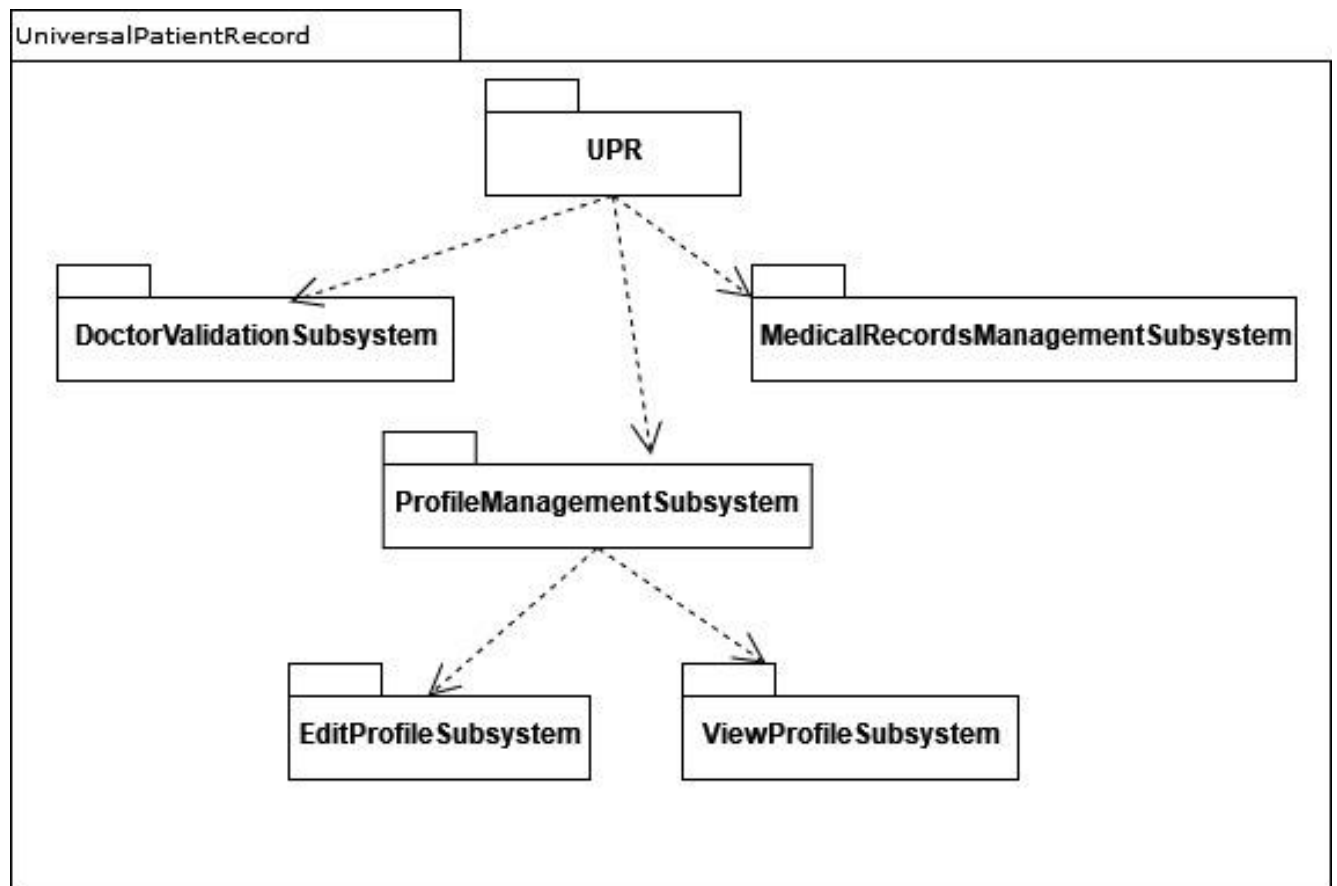 UniversalPatientRecord
UPR
DoctorValidationSubsystem
MedicalRecordsManagementSubsystem
ProfileManagementSubsystem
EditProfileSubsystem
ViewProfileSubsystem